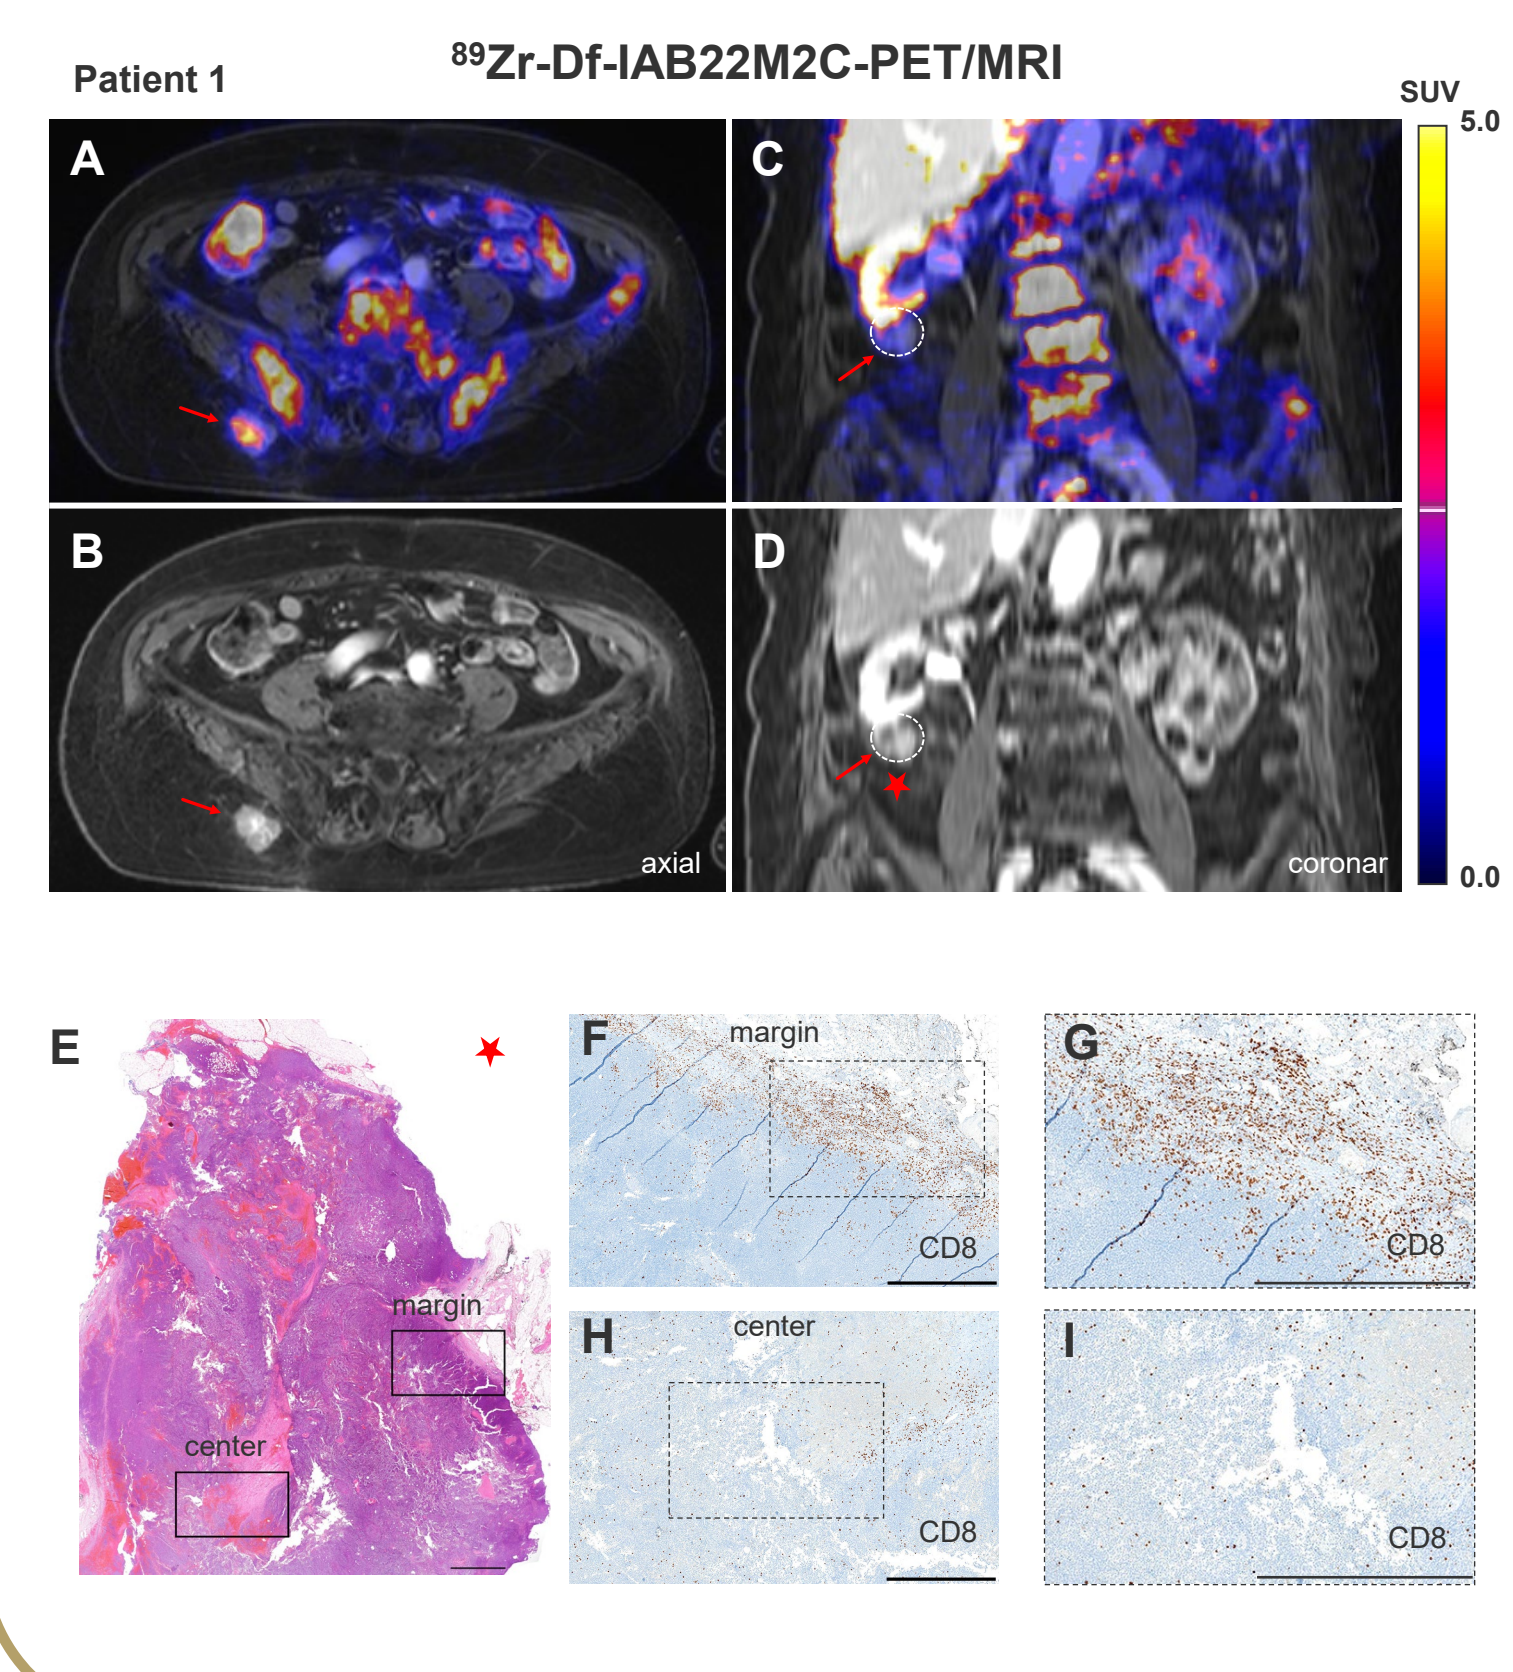 ⁸⁹Zr-Df-IAB22M2C-PET/MRI
Patient 1
SUV
5.0
0.0
A
B
axial
C
D
coronar
E
margin
center
F
margin
CD8
G
CD8
H
center
CD8
I
CD8